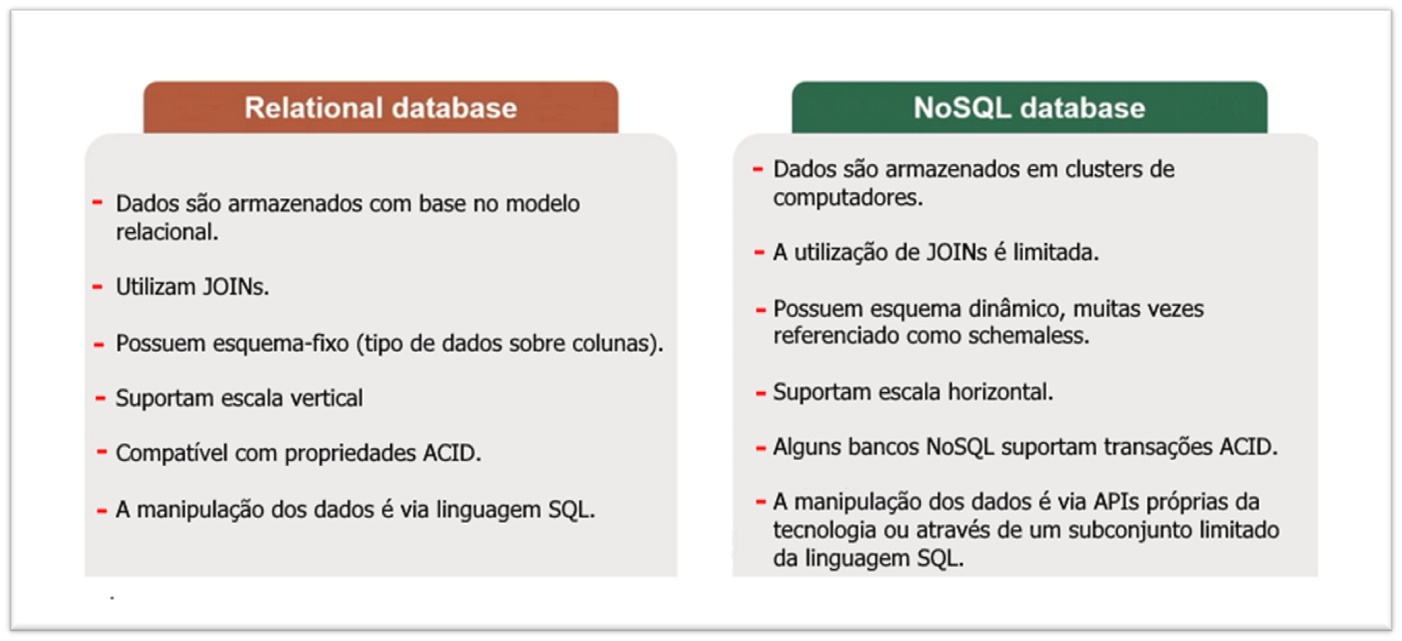 Relational database
- Dados são armazenados com base no modelo
relacional.
- Utilizam JOINs.
- Possuem esquema-fixo (tipo de dados sobre colunas).
- Suportam escala vertical
- Compatível com propriedades ACID.
- A manipulação dos dados é via linguagem SQL.
.
NoSQL database
- Dados são armazenados em clusters de
computadores.
- A utilização de JOINs é limitada.
- Possuem esquema dinâmico, muitas vezes
referenciado como schemaless.
- Suportam escala horizontal.
- Alguns bancos NoSQL suportam transações ACID.
- A manipulação dos dados é via APIs próprias da
tecnologia ou através de um subconjunto limitado
da linguagem SQL.